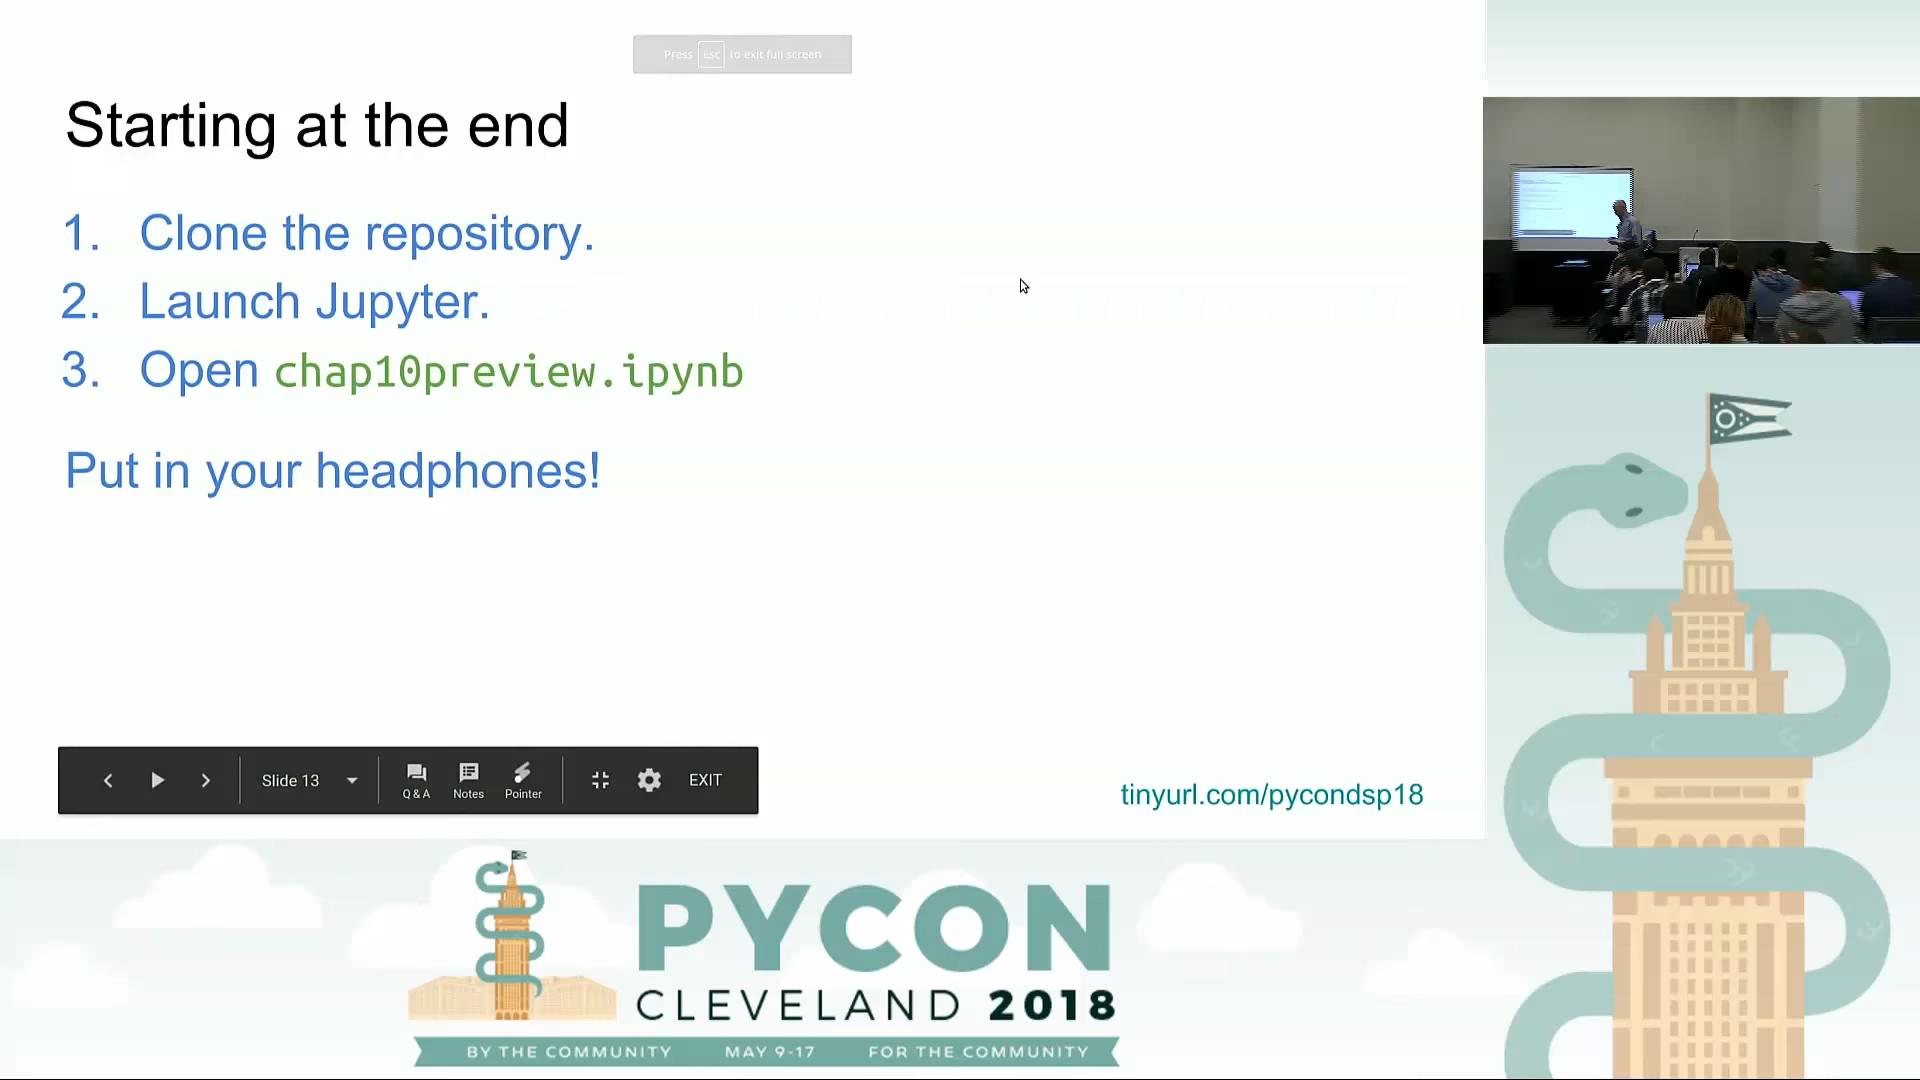 Press Esc to exit full screen
Starting at the end
1. Clone the repository.
2. Launch Jupyter.
3. Open chap10preview.ipynb
Put in your headphones!
Slide 13
Q & A
Notes
Pointer
EXIT
tinyurl.com/pycondsp18
PYCON
CLEVELAND 2018
BY THE COMMUNITY MAY 9-17 FOR THE COMMUNITY